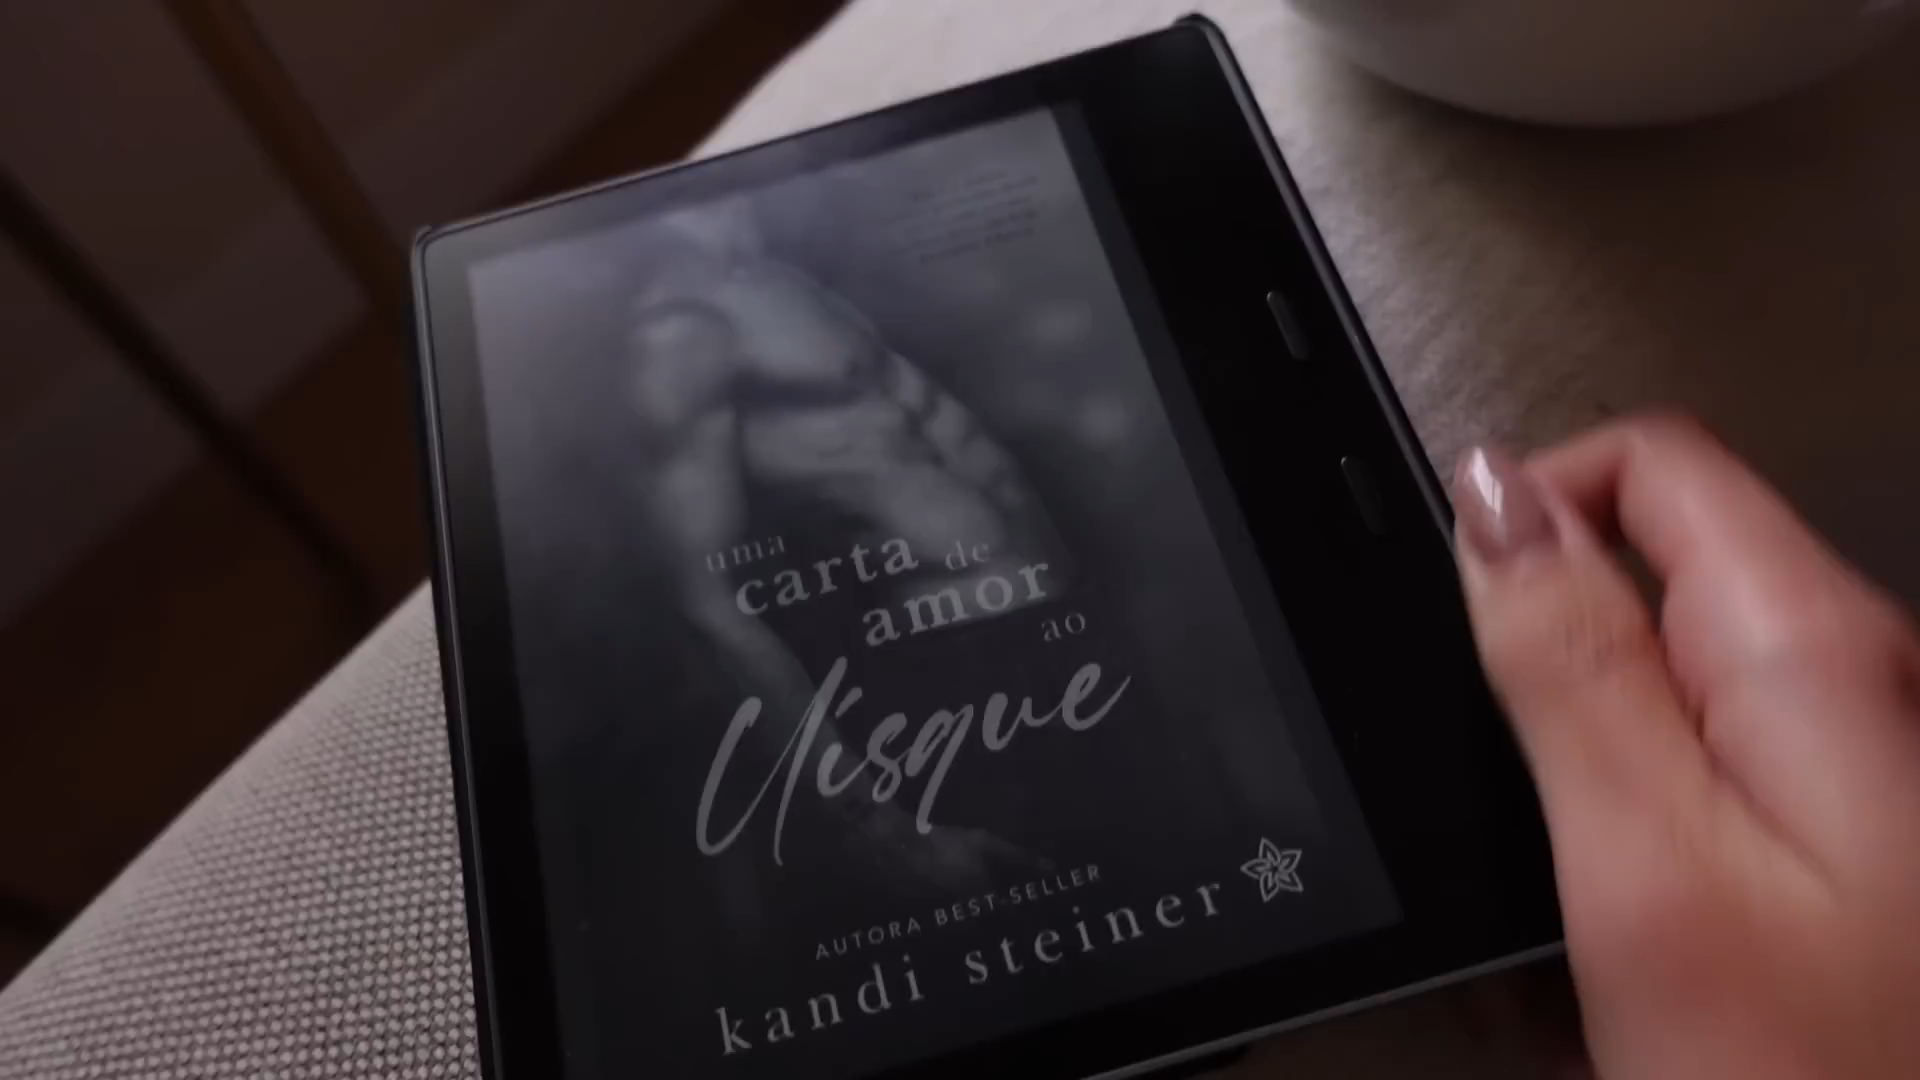 uma
carta de
amor
ao
Uísque
AUTORA BEST-SELLER
kandi steiner